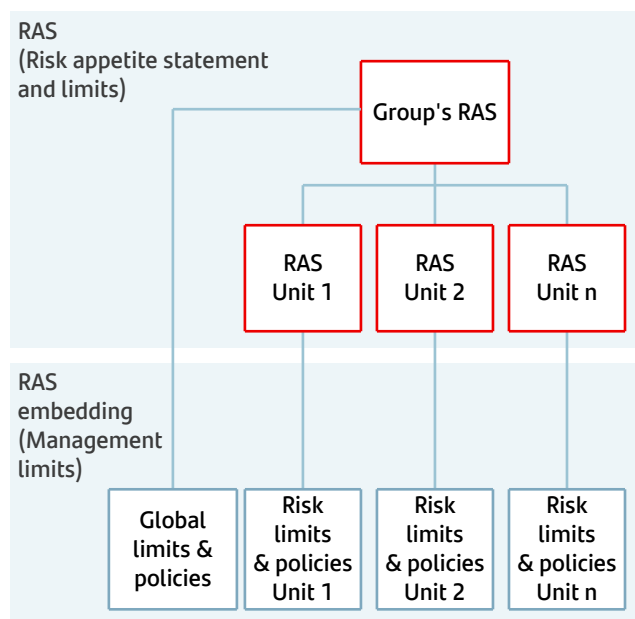 RAS
(Risk appetite statement
and limits)
Group's RAS
RAS
Unit 1
RAS
Unit 2
RAS
Unit n
RAS
embedding
(Management
limits)
Global
limits &
policies
Risk
limits
& policies
Unit 1
Risk
limits
& policies
Unit 2
Risk
limits
& policies
Unit n